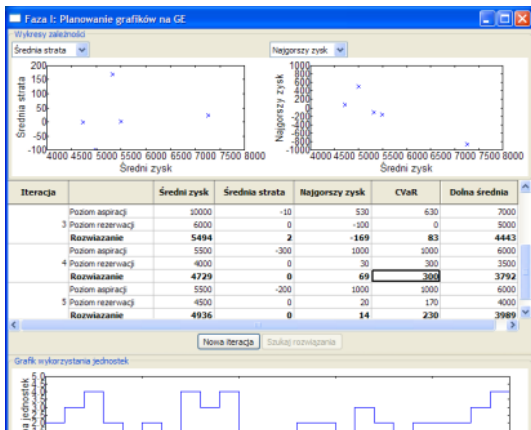 Faza I: Planowanie grafików na GE
Wykresy zależności
Średnia strata
Najgorszy zysk
200
150
100
50
0
-50
-100
Średnia strata
4000 4500 5000 5500 6000 6500 7000 7500 8000
Średni zysk
1000
800
600
400
200
0
-200
-400
-600
-800
-1000
Najgorszy zysk
4000 4500 5000 5500 6000 6500 7000 7500 8000
Średni zysk
Iteracja Średni zysk Średnia strata Najgorszy zysk CVaR Dolna średnia
Poziom aspiracji 10000 -10 530 630 7000
3 Poziom rezerwacji 6000 0 -100 0 5000
Rozwiazanie 5494 2 -169 83 4443
Poziom aspiracji 5500 -300 1000 1000 6000
4 Poziom rezerwacji 4000 0 30 300 3500
Rozwiazanie 4729 0 69 300 3792
Poziom aspiracji 5500 -200 1000 1000 6000
5 Poziom rezerwacji 4500 0 20 170 4000
Rozwiazanie 4936 0 14 230 3989
Nowa iteracja Szukaj rozwiązania
Grafik wykorzystania jednostek
5.0
4.0
jednostek